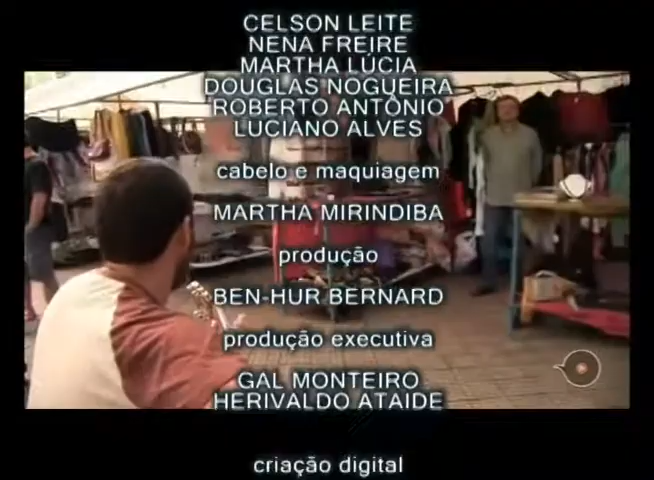 CELSON LEITE
NENA FREIRE
MARTHA LÚCIA
DOUGLAS NOGUEIRA
ROBERTO ANTÔNIO
LUCIANO ALVES
cabelo e maquiagem
MARTHA MIRINDIBA
produção
BEN-HUR BERNARD
produção executiva
GAL MONTEIRO
HERIVALDO ATAIDE
criação digital